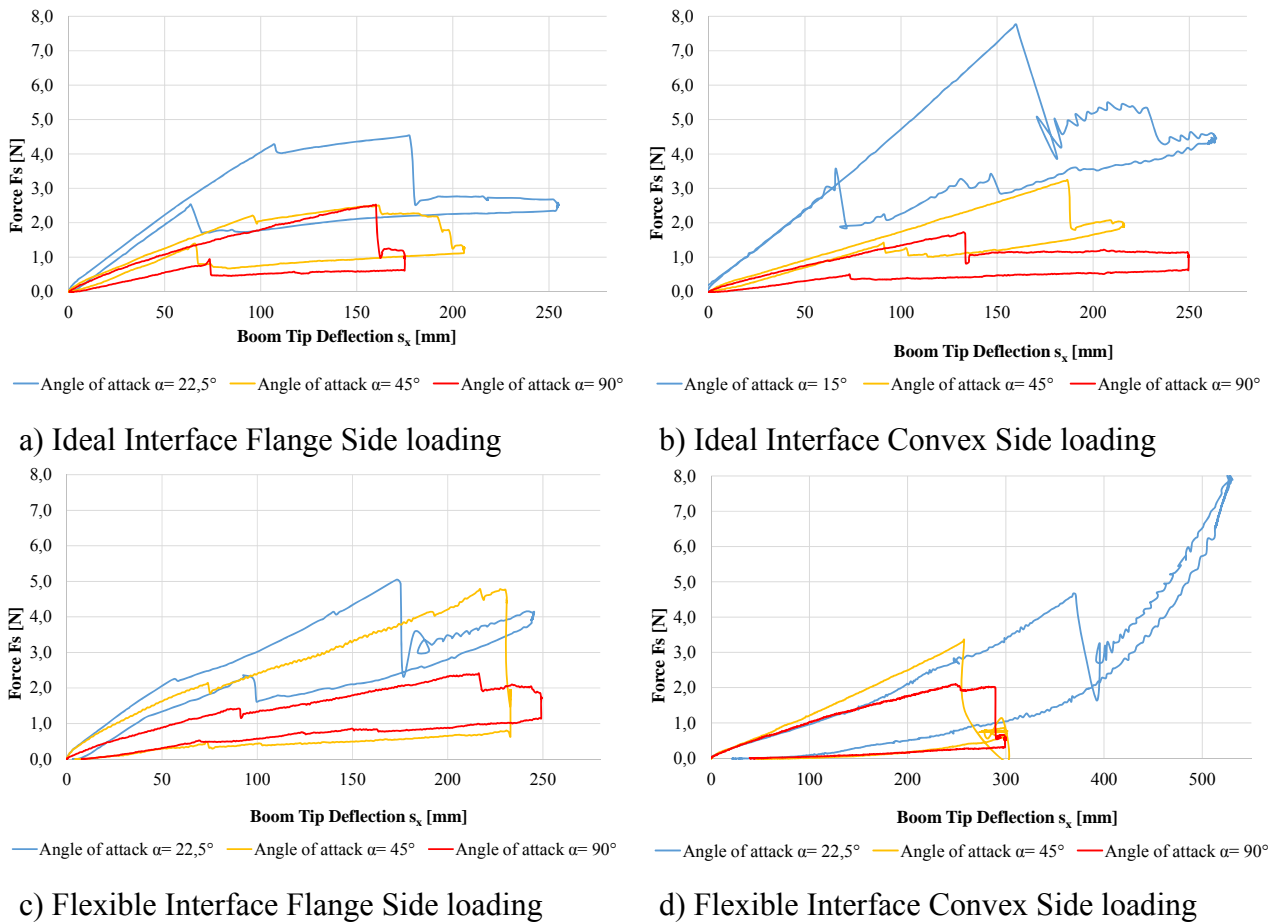 8,0
7,0
6,0
5,0
4,0
3,0
2,0
1,0
0,0
Force Fs [N]
0 50 100 150 200 250
Boom Tip Deflection sx [mm]
Angle of attack α= 22,5° Angle of attack α= 45° Angle of attack α= 90°
a) Ideal Interface Flange Side loading
8,0
7,0
6,0
5,0
4,0
3,0
2,0
1,0
0,0
Force Fs [N]
0 50 100 150 200 250
Boom Tip Deflection sx [mm]
Angle of attack α= 15° Angle of attack α= 45° Angle of attack α= 90°
b) Ideal Interface Convex Side loading
8,0
7,0
6,0
5,0
4,0
3,0
2,0
1,0
0,0
Force Fs [N]
0 50 100 150 200 250
Boom Tip Deflection sx [mm]
Angle of attack α= 22,5° Angle of attack α= 45° Angle of attack α= 90°
c) Flexible Interface Flange Side loading
8,0
7,0
6,0
5,0
4,0
3,0
2,0
1,0
0,0
Force Fs [N]
0 100 200 300 400 500
Boom Tip Deflection sx [mm]
Angle of attack α= 22,5° Angle of attack α= 45° Angle of attack α= 90°
d) Flexible Interface Convex Side loading